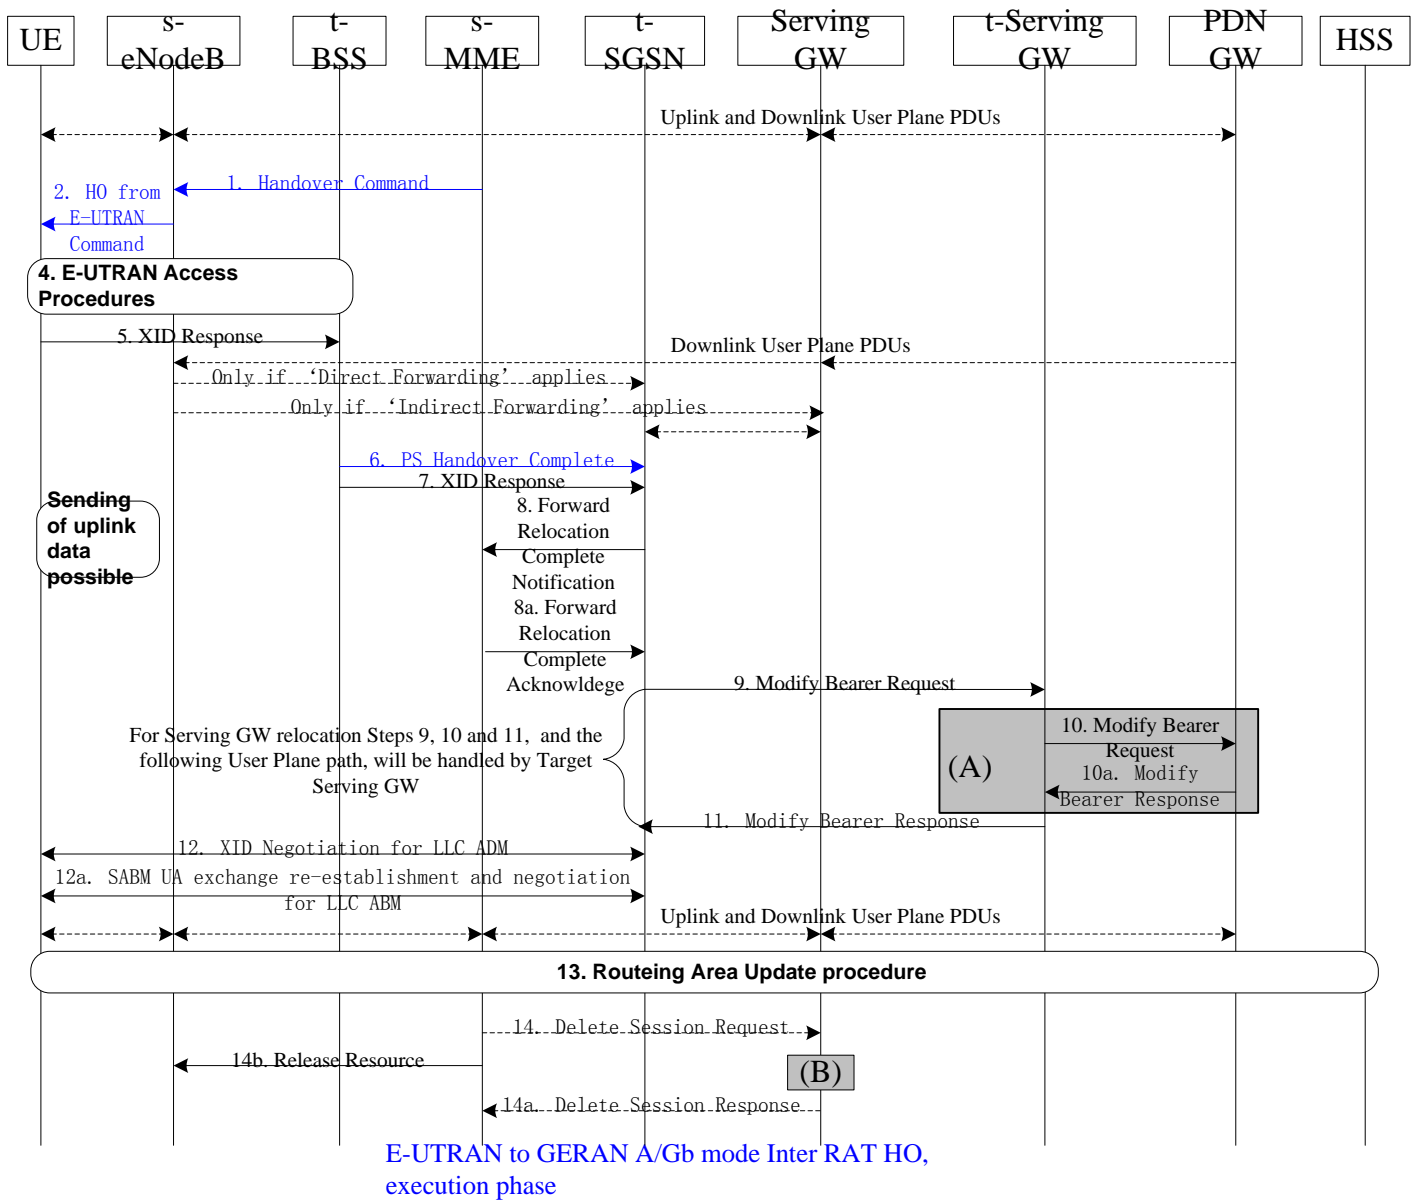 UE
s-
eNodeB
t-
BSS
s-
MME
t-
SGSN
Serving
GW
t-Serving
GW
PDN
GW
HSS
Uplink and Downlink User Plane PDUs
1. Handover Command
2. HO from
E-UTRAN
Command
4. E-UTRAN Access
Procedures
5. XID Response
Downlink User Plane PDUs
Only if ‘Direct Forwarding’ applies
Only if ‘Indirect Forwarding’ applies
6. PS Handover Complete
7. XID Response
Sending
of uplink
data
possible
8. Forward
Relocation
Complete
Notification
8a. Forward
Relocation
Complete
Acknowldege
9. Modify Bearer Request
For Serving GW relocation Steps 9, 10 and 11, and the
following User Plane path, will be handled by Target
Serving GW
(A)
10. Modify Bearer
Request
10a. Modify
Bearer Response
11. Modify Bearer Response
12. XID Negotiation for LLC ADM
12a. SABM UA exchange re-establishment and negotiation
for LLC ABM
Uplink and Downlink User Plane PDUs
13. Routeing Area Update procedure
14. Delete Session Request
14b. Release Resource
(B)
14a. Delete Session Response
E-UTRAN to GERAN A/Gb mode Inter RAT HO,
execution phase